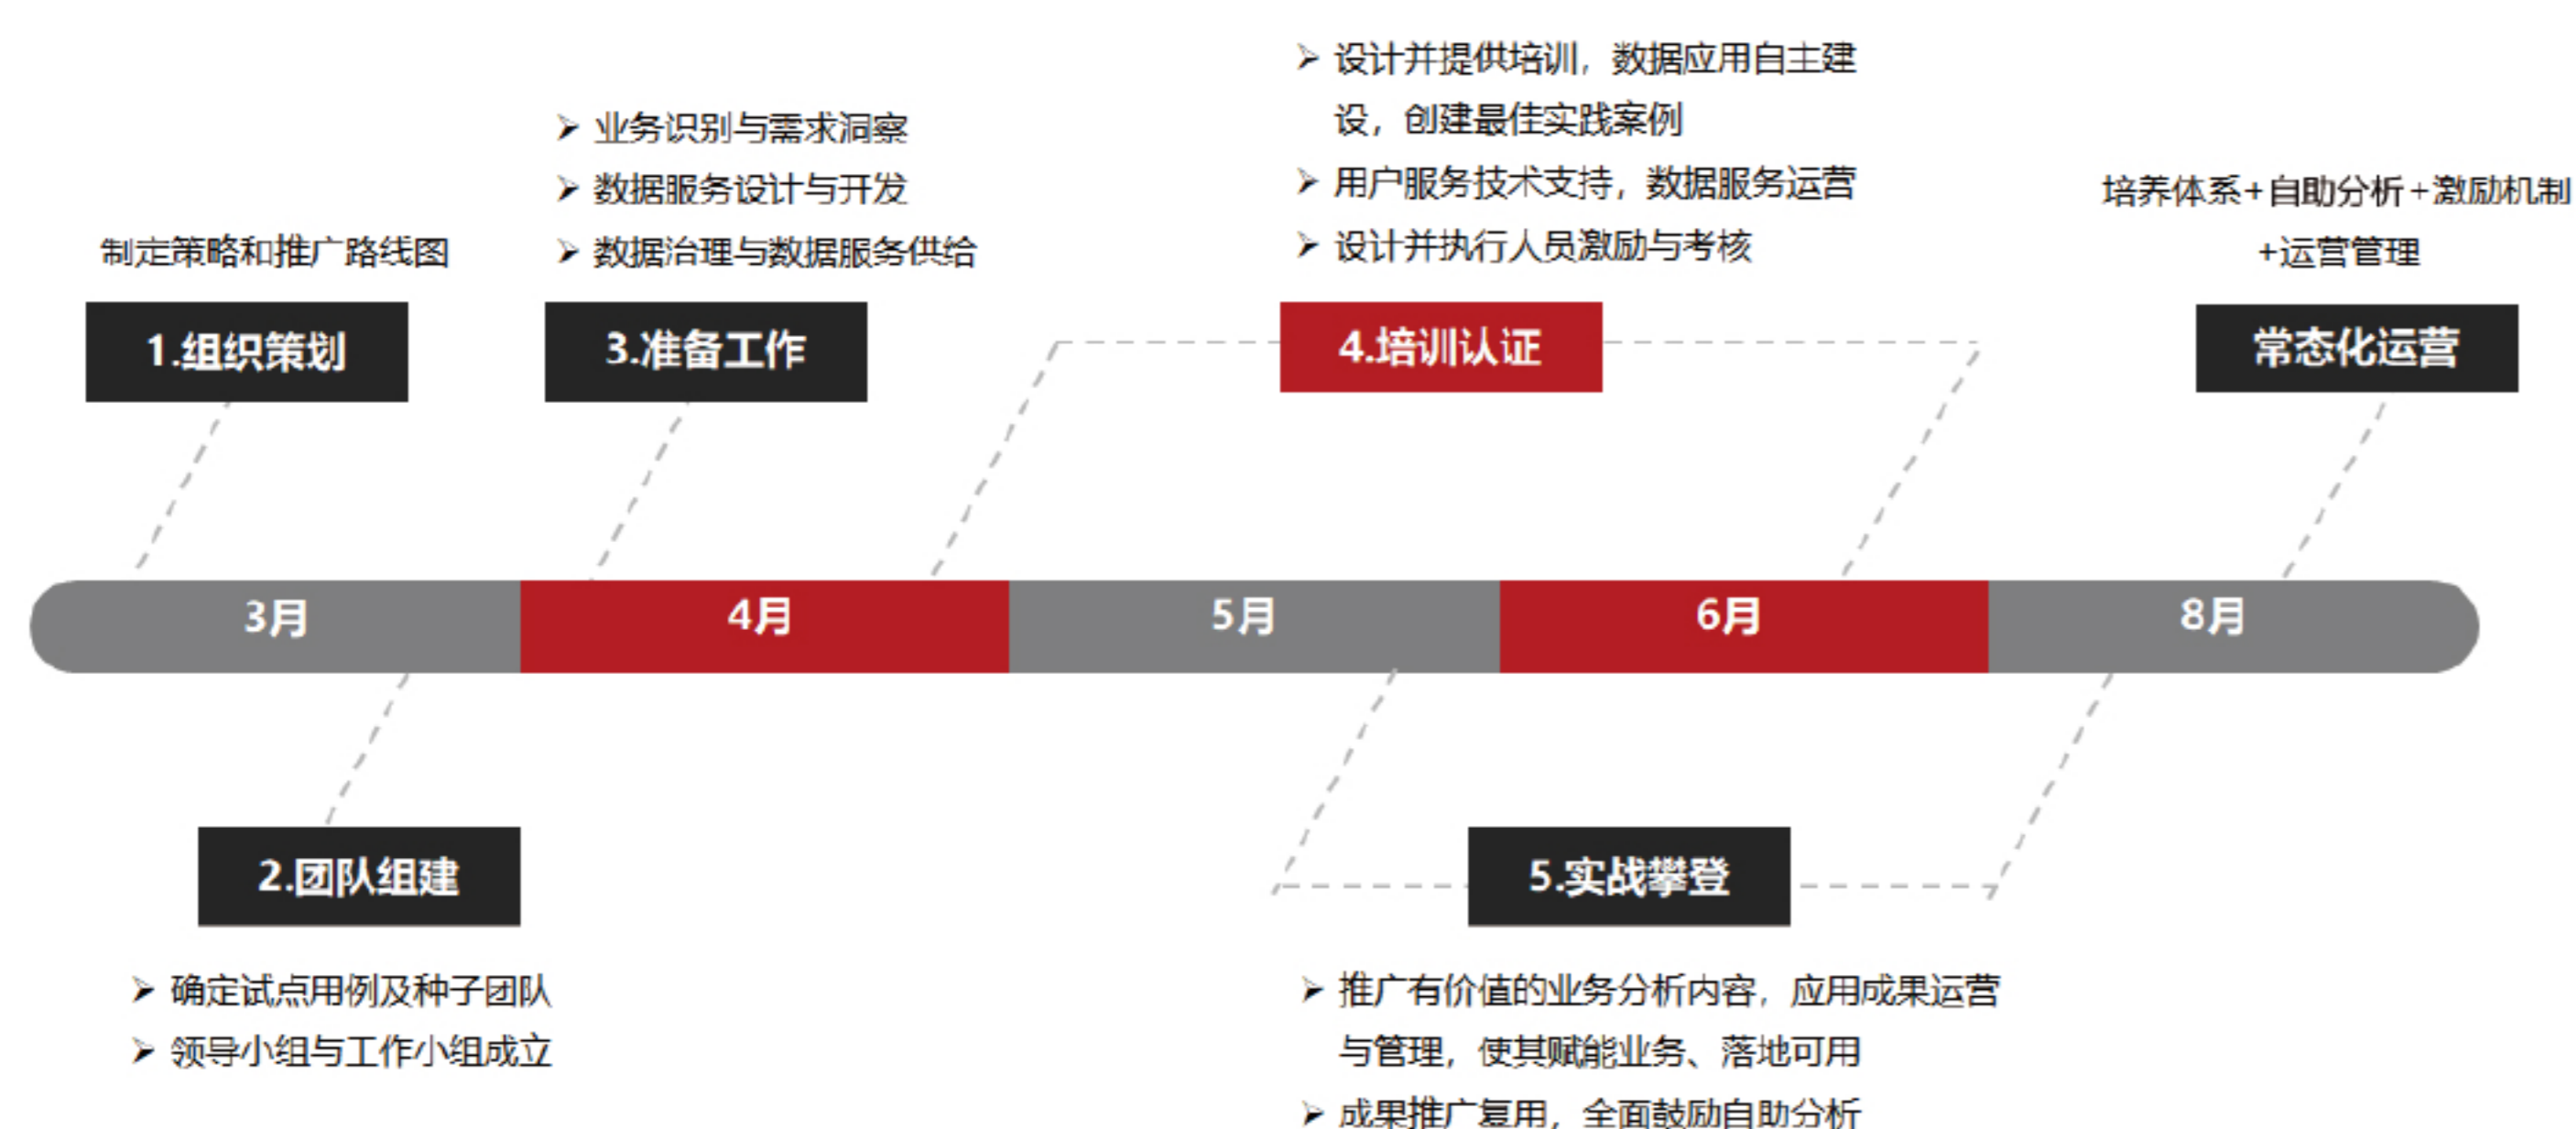 制定策略和推广路线图
1.组织策划
➢ 业务识别与需求洞察
➢ 数据服务设计与开发
➢ 数据治理与数据服务供给
3.准备工作
➢ 设计并提供培训，数据应用自主建
设，创建最佳实践案例
➢ 用户服务技术支持，数据服务运营
➢ 设计并执行人员激励与考核
4.培训认证
培养体系+自助分析+激励机制
+运营管理
常态化运营
3月
4月
5月
6月
8月
2.团队组建
➢ 确定试点用例及种子团队
➢ 领导小组与工作小组成立
5.实战攀登
➢ 推广有价值的业务分析内容，应用成果运营
与管理，使其赋能业务、落地可用
➢ 成果推广复用，全面鼓励自助分析